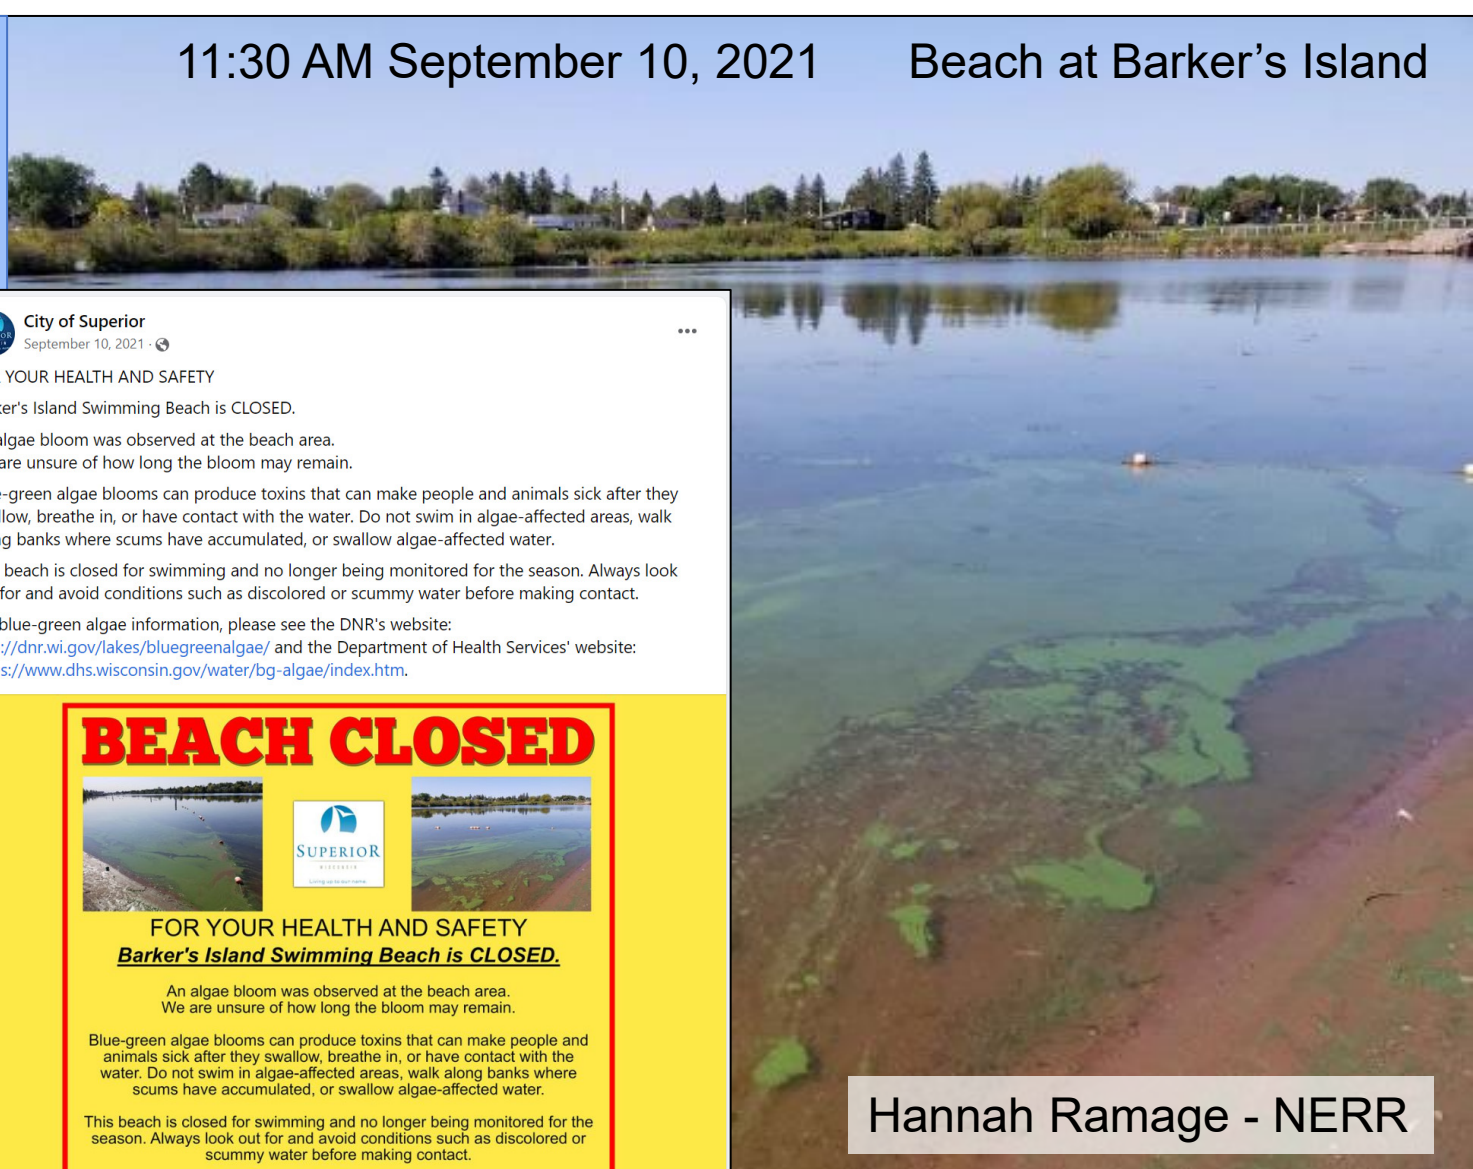 11:30 AM September 10, 2021 Beach at Barker's Island
City of Superior
September 10, 2021 ·
YOUR HEALTH AND SAFETY
ker's Island Swimming Beach is CLOSED.
algae bloom was observed at the beach area.
are unsure of how long the bloom may remain.
-green algae blooms can produce toxins that can make people and animals sick after they
llow, breathe in, or have contact with the water. Do not swim in algae-affected areas, walk
g banks where scums have accumulated, or swallow algae-affected water.
beach is closed for swimming and no longer being monitored for the season. Always look
for and avoid conditions such as discolored or scummy water before making contact.
blue-green algae information, please see the DNR's website:
://dnr.wi.gov/lakes/bluegreenalgae/ and the Department of Health Services' website:
s://www.dhs.wisconsin.gov/water/bg-algae/index.htm.
BEACH CLOSED
SUPERIOR
WISCONSIN
Living up to our name.
FOR YOUR HEALTH AND SAFETY
Barker's Island Swimming Beach is CLOSED.
An algae bloom was observed at the beach area.
We are unsure of how long the bloom may remain.
Blue-green algae blooms can produce toxins that can make people and
animals sick after they swallow, breathe in, or have contact with the
water. Do not swim in algae-affected areas, walk along banks where
scums have accumulated, or swallow algae-affected water.
This beach is closed for swimming and no longer being monitored for the
season. Always look out for and avoid conditions such as discolored or
scummy water before making contact.
Hannah Ramage - NERR